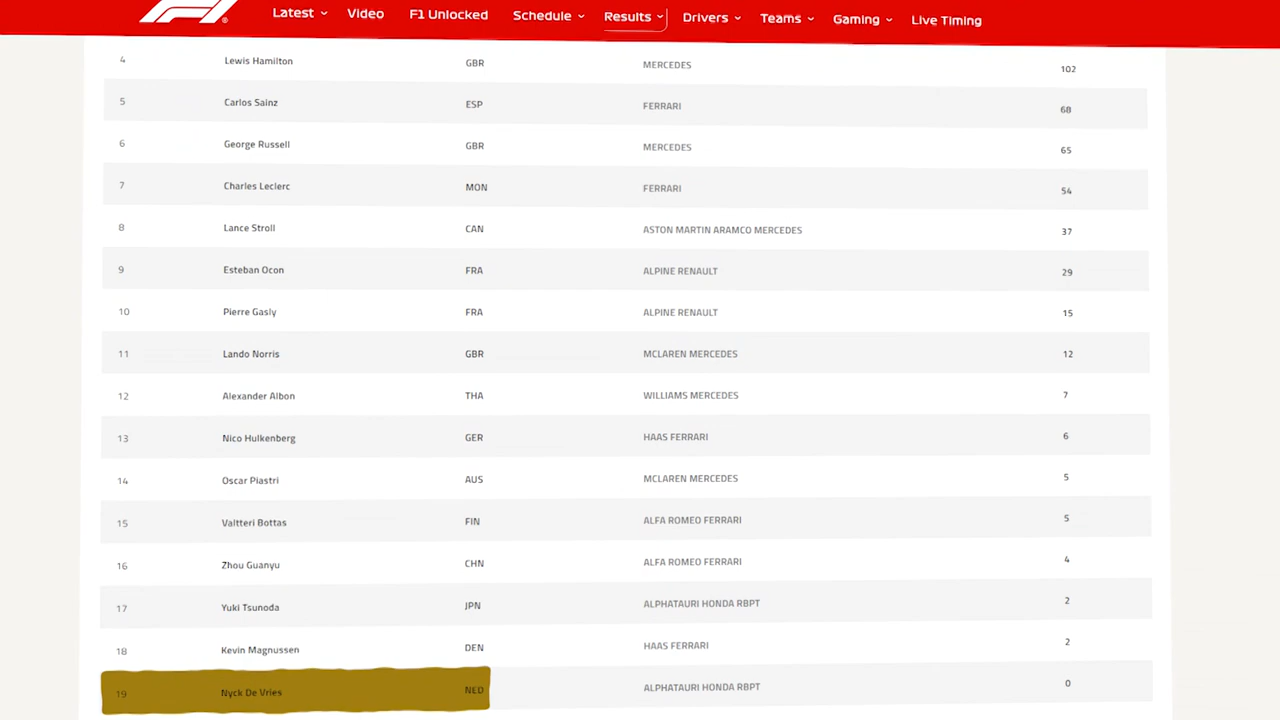 F1 Latest Video F1 Unlocked Schedule Results Drivers Teams Gaming Live Timing
4 Lewis Hamilton GBR MERCEDES 102
5 Carlos Sainz ESP FERRARI 68
6 George Russell GBR MERCEDES 65
7 Charles Leclerc MON FERRARI 54
8 Lance Stroll CAN ASTON MARTIN ARAMCO MERCEDES 37
9 Esteban Ocon FRA ALPINE RENAULT 29
10 Pierre Gasly FRA ALPINE RENAULT 15
11 Lando Norris GBR MCLAREN MERCEDES 12
12 Alexander Albon THA WILLIAMS MERCEDES 7
13 Nico Hulkenberg GER HAAS FERRARI 6
14 Oscar Piastri AUS MCLAREN MERCEDES 5
15 Valtteri Bottas FIN ALFA ROMEO FERRARI 5
16 Zhou Guanyu CHN ALFA ROMEO FERRARI 4
17 Yuki Tsunoda JPN ALPHATAURI HONDA RBPT 2
18 Kevin Magnussen DEN HAAS FERRARI 2
19 Nyck De Vries NED ALPHATAURI HONDA RBPT 0